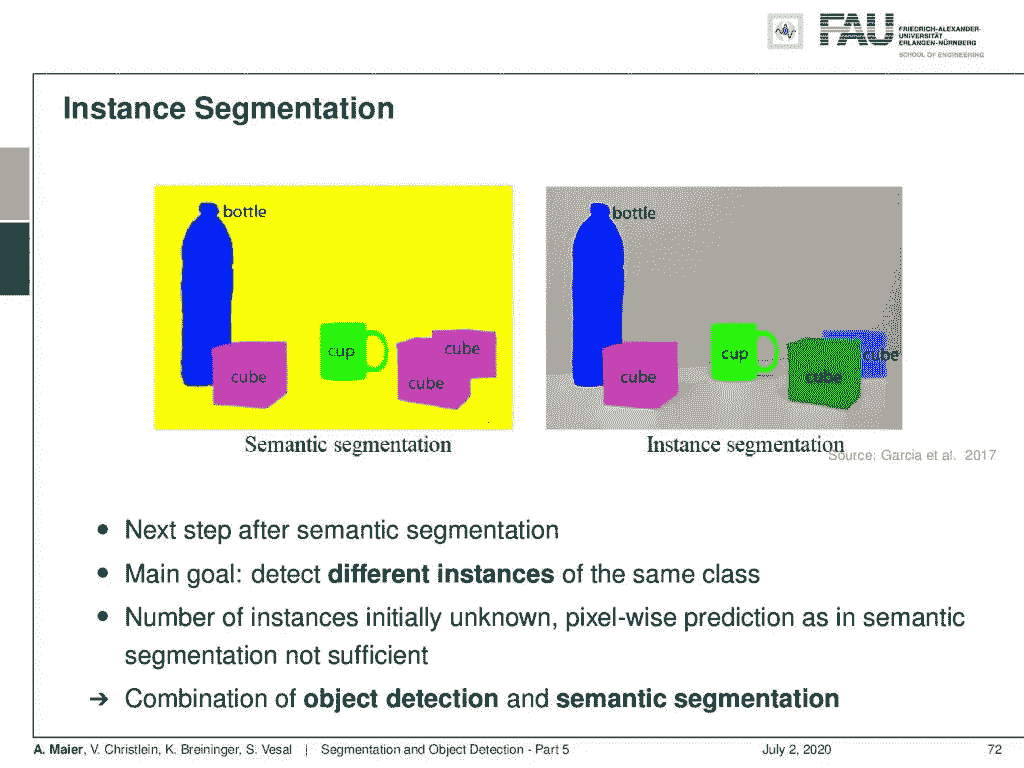 FAU
FRIEDRICH-ALEXANDER-
UNIVERSITÄT
ERLANGEN-NÜRNBERG
SCHOOL OF ENGINEERING
Instance Segmentation
bottle
cube
cup
cube
cube
Semantic segmentation
bottle
cube
cup
cube
cube
Instance segmentation
Source: Garcia et al. 2017
• Next step after semantic segmentation
• Main goal: detect different instances of the same class
• Number of instances initially unknown, pixel-wise prediction as in semantic
segmentation not sufficient
➔ Combination of object detection and semantic segmentation
A. Maier, V. Christlein, K. Breininger, S. Vesal | Segmentation and Object Detection - Part 5 July 2, 2020 72